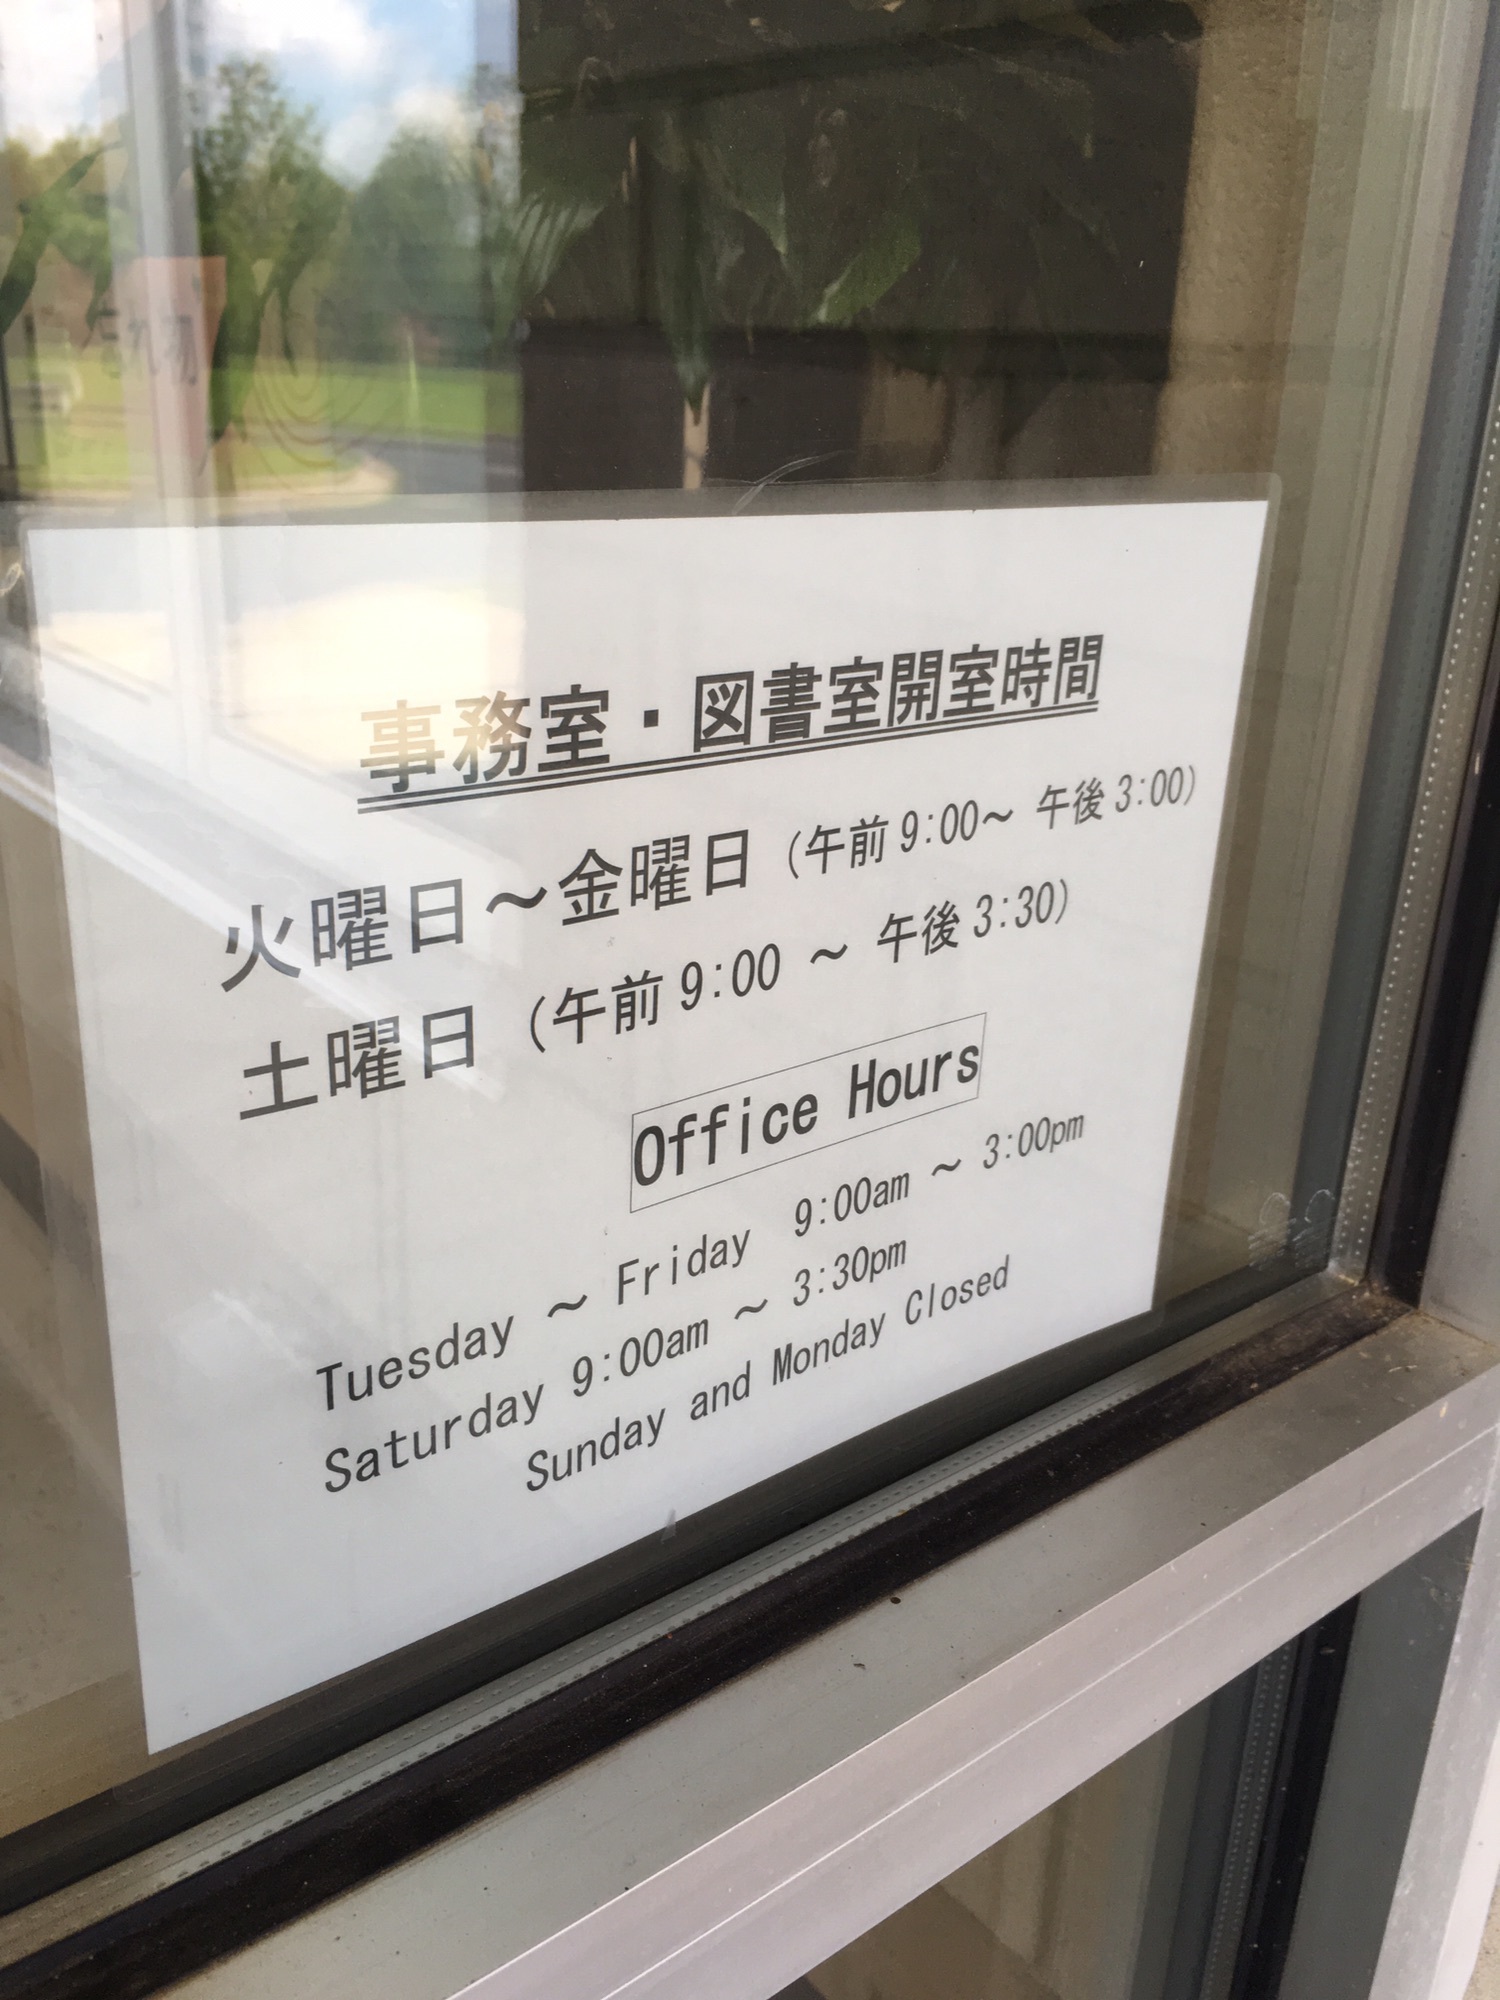 事務室・図書室開室時間
火曜日～金曜日（午前9:00～ 午後3:00）
土曜日（午前9:00 ～ 午後3:30）
Office Hours
Tuesday ～ Friday 9:00am ～ 3:00pm
Saturday 9:00am ～ 3:30pm
Sunday and Monday Closed